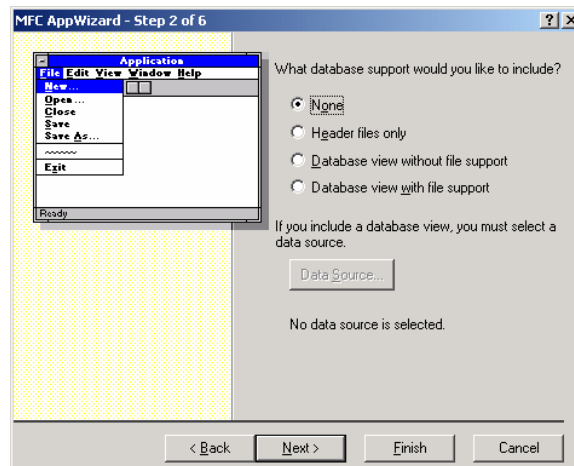 MFC AppWizard - Step 2 of 6
Application
File Edit View Window Help
New...
Open...
Close
Save
Save As...
Exit
Ready
What database support would you like to include?
None
Header files only
Database view without file support
Database view with file support
If you include a database view, you must select a
data source.
Data Source...
No data source is selected.
< Back Next > Finish Cancel